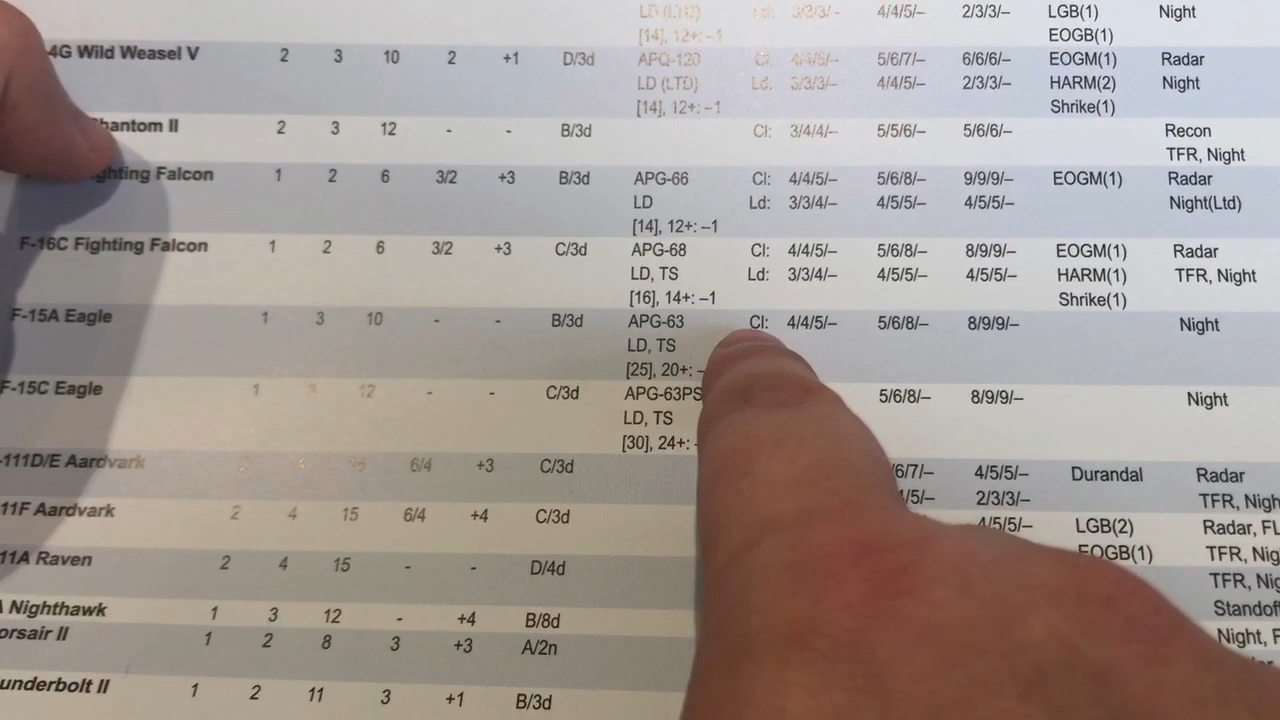 LD (LTD) Ld: 3/3/3/– 4/4/5/– 2/3/3/– LGB(1) Night
[14], 12+: –1 EOGB(1)
4G Wild Weasel V 2 3 10 2 +1 D/3d APQ-120 Cl: 4/4/5/– 5/6/7/– 6/6/6/– EOGM(1) Radar
LD (LTD) Ld: 3/3/3/– 4/4/5/– 2/3/3/– HARM(2) Night
[14], 12+: –1 Shrike(1)
hantom II 2 3 12 - - B/3d Cl: 3/4/4/– 5/5/6/– 5/6/6/– Recon
TFR, Night
ghting Falcon 1 2 6 3/2 +3 B/3d APG-66 Cl: 4/4/5/– 5/6/8/– 9/9/9/– EOGM(1) Radar
LD Ld: 3/3/4/– 4/5/5/– 4/5/5/– Night(Ltd)
[14], 12+: –1
F-16C Fighting Falcon 1 2 6 3/2 +3 C/3d APG-68 Cl: 4/4/5/– 5/6/8/– 8/9/9/– EOGM(1) Radar
LD, TS Ld: 3/3/4/– 4/5/5/– 4/5/5/– HARM(1) TFR, Night
[16], 14+: –1 Shrike(1)
F-15A Eagle 1 3 10 - - B/3d APG-63 Cl: 4/4/5/– 5/6/8/– 8/9/9/– Night
LD, TS
[25], 20+: –
F-15C Eagle 1 3 12 - - C/3d APG-63PS 5/6/8/– 8/9/9/– Night
LD, TS
[30], 24+: -
-111D/E Aardvark 6/4 +3 C/3d /6/7/– 4/5/5/– Durandal Radar
/5/– 2/3/3/– TFR, Nigh
11F Aardvark 2 4 15 6/4 +4 C/3d 4/5/5/– LGB(2) Radar, FL
EOGB(1) TFR, Nig
11A Raven 2 4 15 - - D/4d TFR, Nig
Standoff
Nighthawk 1 3 12 - +4 B/8d Night, F
orsair II 1 2 8 3 +3 A/2n
underbolt II 1 2 11 3 +1 B/3d